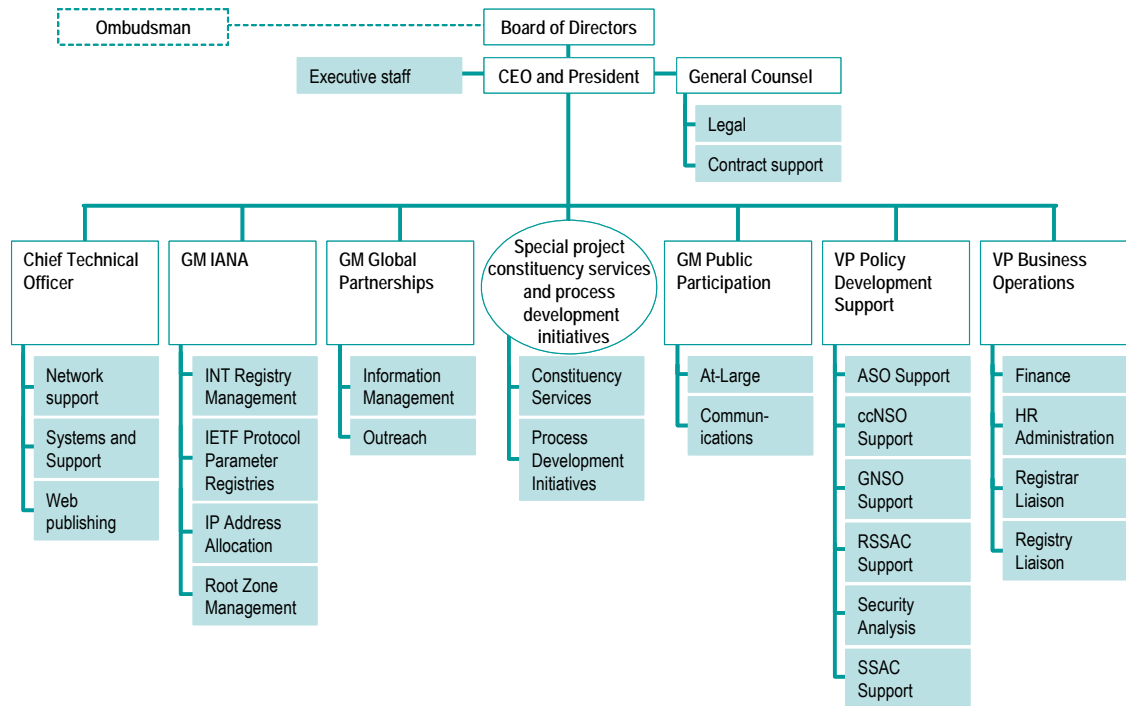 Ombudsman
Board of Directors
Executive staff
CEO and President
General Counsel
Legal
Contract support
Chief Technical
Officer
GM IANA
GM Global
Partnerships
Special project
constituency services
and process
development
initiatives
GM Public
Participation
VP Policy
Development
Support
VP Business
Operations
Network
support
Systems and
Support
Web
publishing
INT Registry
Management
IETF Protocol
Parameter
Registries
IP Address
Allocation
Root Zone
Management
Information
Management
Outreach
Constituency
Services
Process
Development
Initiatives
At-Large
Commun-
ications
ASO Support
ccNSO
Support
GNSO
Support
RSSAC
Support
Security
Analysis
SSAC
Support
Finance
HR
Administration
Registrar
Liaison
Registry
Liaison